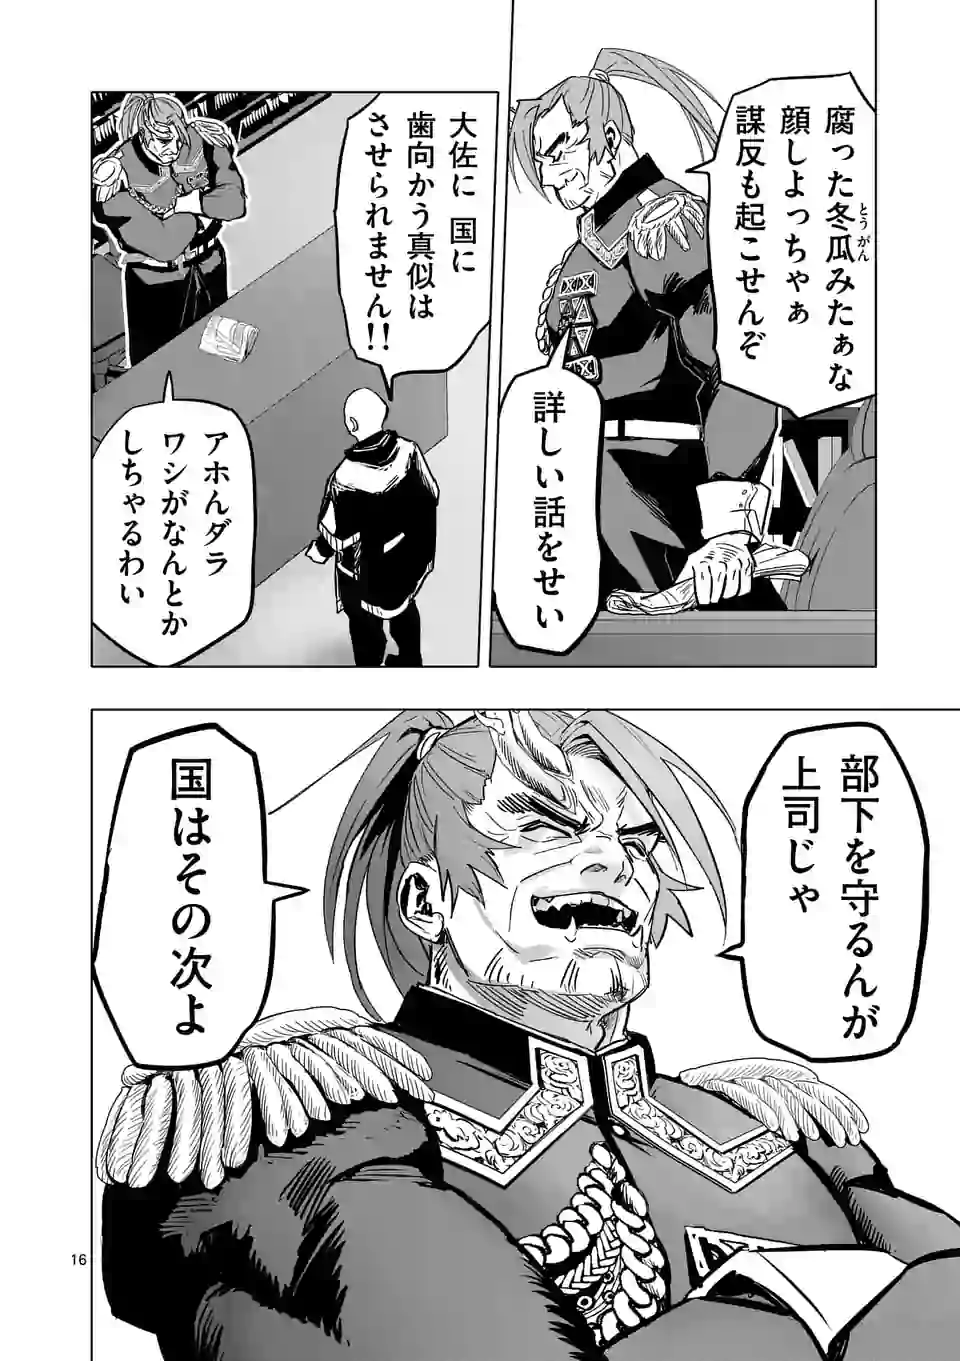 腐った冬瓜みたぁな
とうがん
顔しよっちゃぁ
謀反も起こせんぞ
詳しい話をせい
大佐に 国に
歯向かう真似は
させられません!!
アホんダラ
ワシがなんとか
しちゃるわい
部下を守るんが
上司じゃ
国はその次よ
16